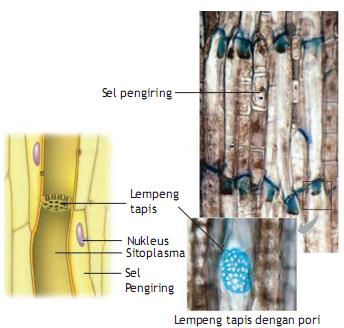 Sel pengiring
Lempeng
tapis
Nukleus
Sitoplasma
Sel
Pengiring
Lempeng tapis dengan pori